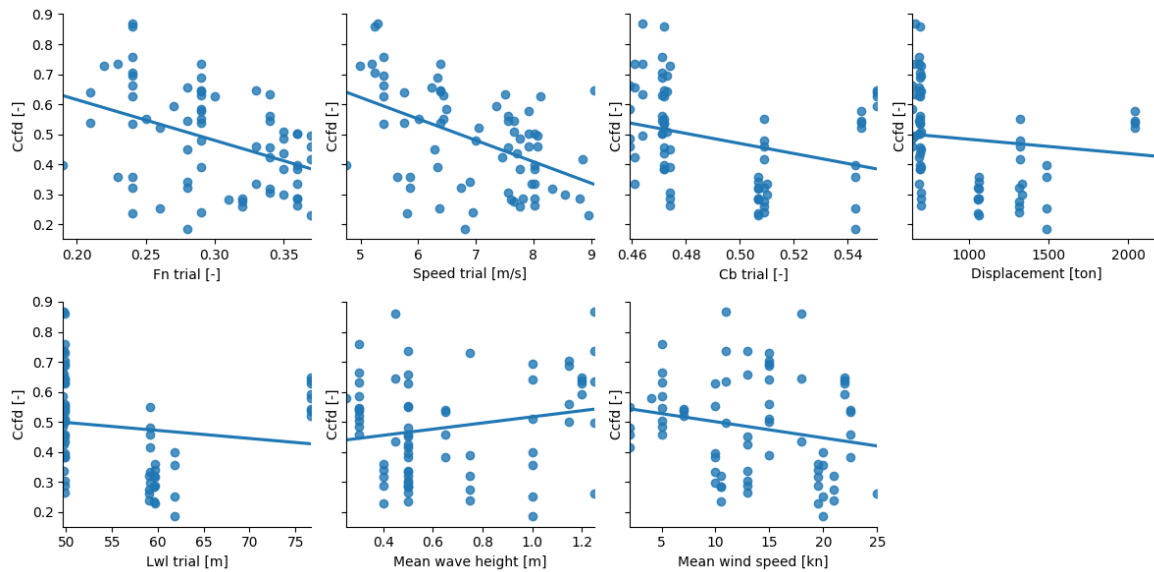 0.9
0.8
0.7
0.6
0.5
0.4
0.3
0.2
Ccfd [-]
0.20 0.25 0.30 0.35
Fn trial [-]
Ccfd [-]
5 6 7 8 9
Speed trial [m/s]
Ccfd [-]
0.46 0.48 0.50 0.52 0.54
Cb trial [-]
Ccfd [-]
1000 1500 2000
Displacement [ton]
0.9
0.8
0.7
0.6
0.5
0.4
0.3
0.2
Ccfd [-]
50 55 60 65 70 75
Lwl trial [m]
Ccfd [-]
0.4 0.6 0.8 1.0 1.2
Mean wave height [m]
Ccfd [-]
5 10 15 20 25
Mean wind speed [kn]